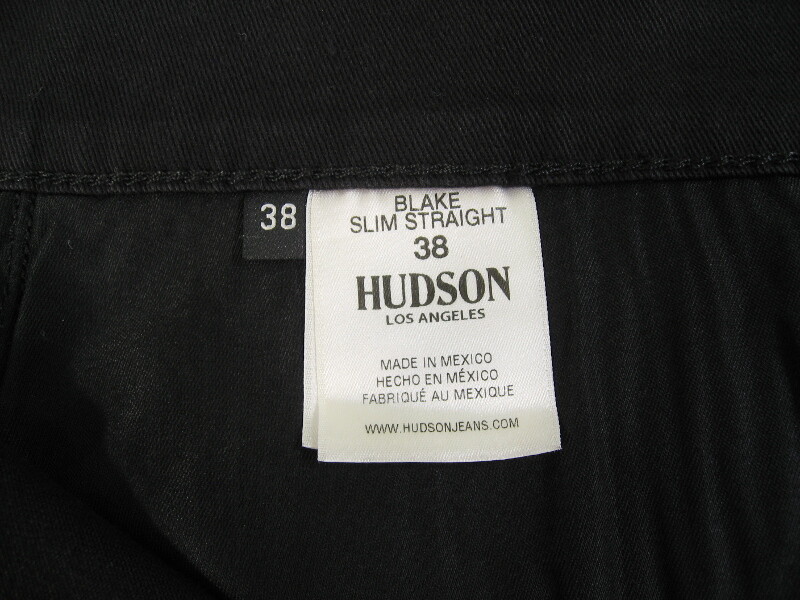 38
BLAKE
SLIM STRAIGHT
38
HUDSON
LOS ANGELES
MADE IN MEXICO
HECHO EN MÉXICO
FABRIQUÉ AU MEXIQUE
WWW.HUDSONJEANS.COM